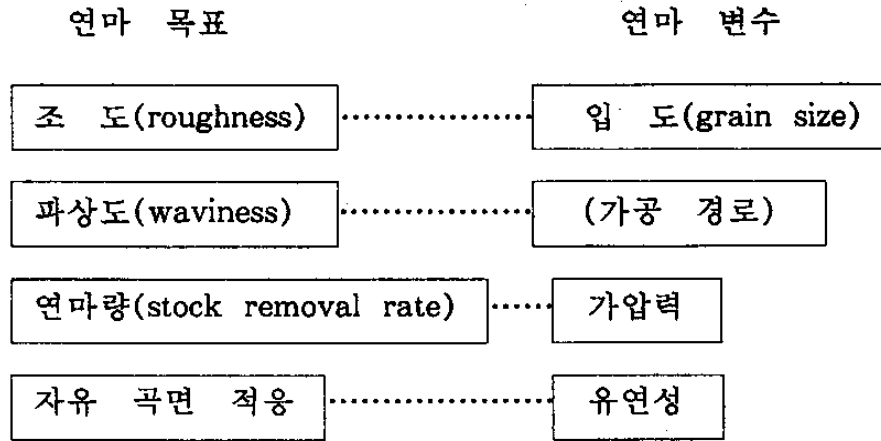 연마 목표 연마 변수
조 도(roughness) 입 도(grain size)
파상도(waviness) (가공 경로)
연마량(stock removal rate) 가압력
자유 곡면 적응 유연성